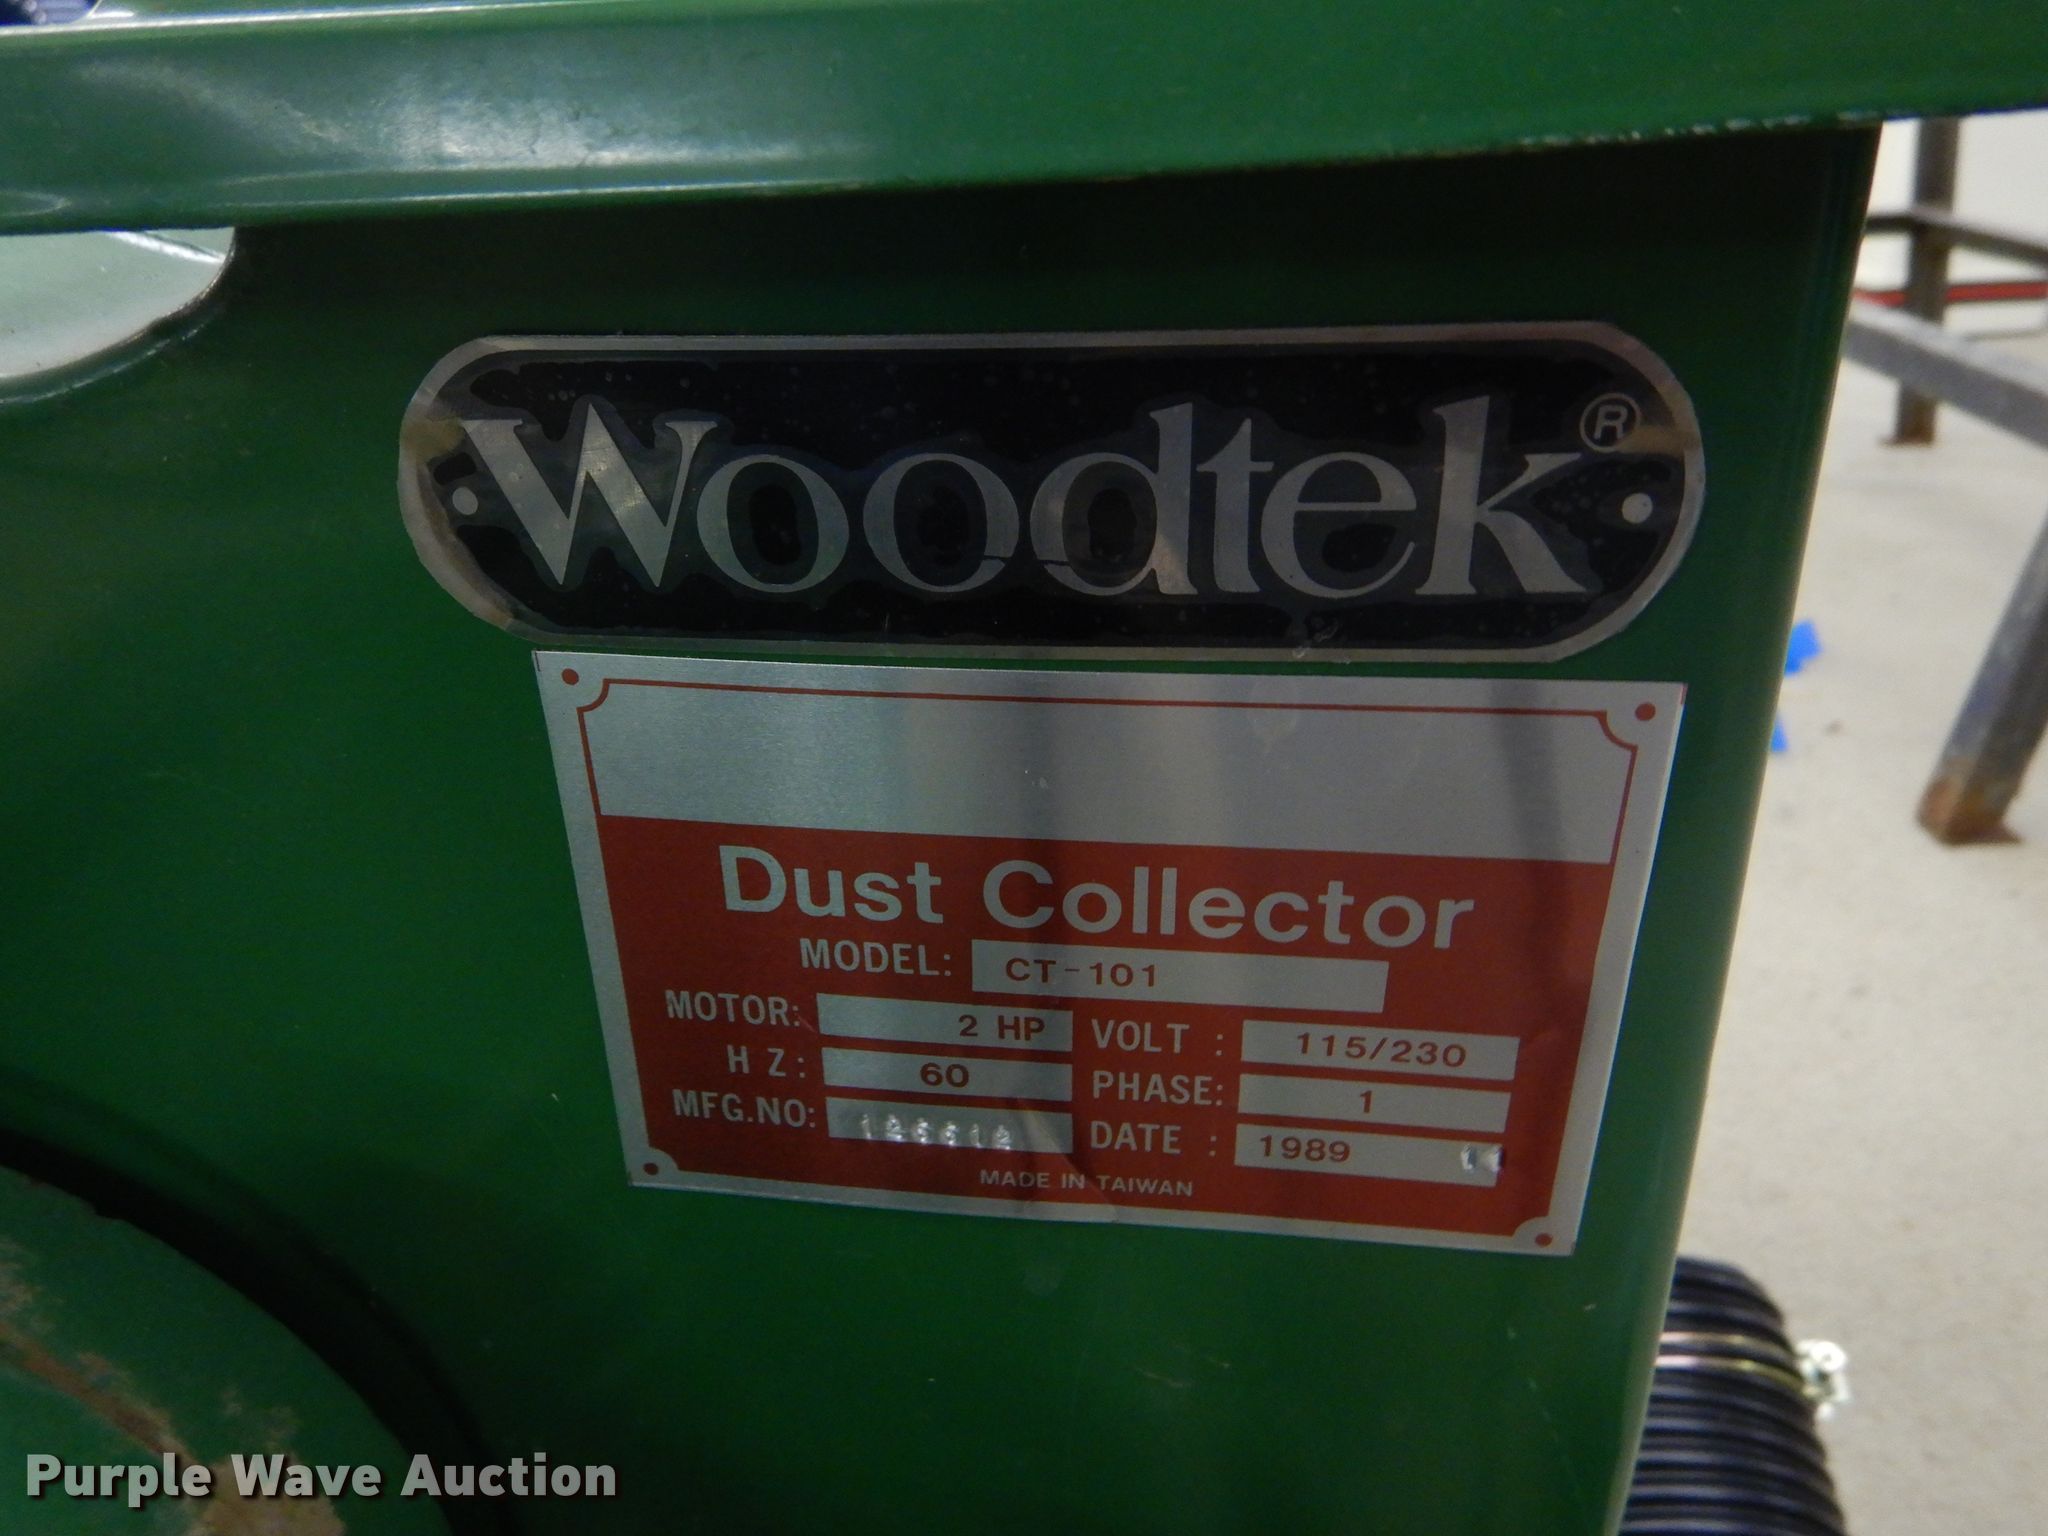 Woodtek®
Dust Collector
MODEL: CT-101
MOTOR: 2 HP VOLT : 115/230
HZ: 60 PHASE: 1
MFG.NO: DATE : 1989
MADE IN TAIWAN
Purple Wave Auction